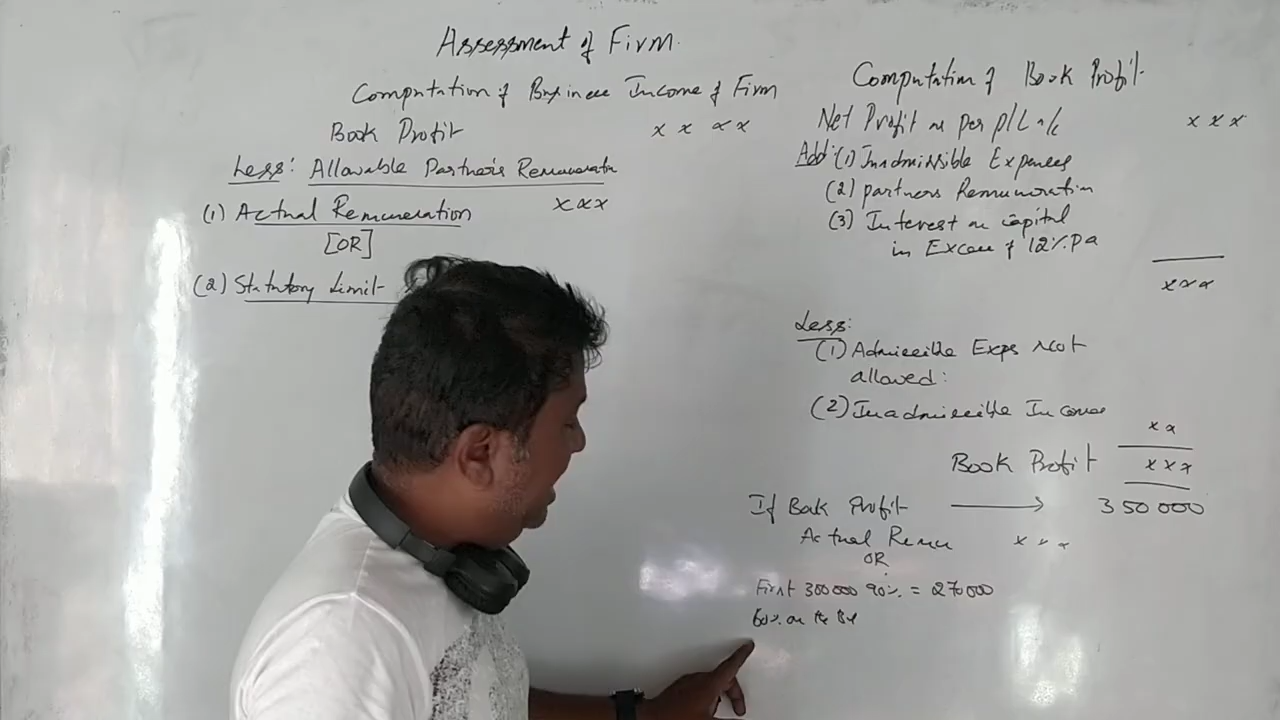 Assessment of Firm.
Computation of Business Income of Firm
Book Profit x x x x
Less: Allowable Partners Remuneration
(1) Actual Remuneration x x x
[OR]
(2) Statutory Limit
Computation of Book Profit
Net Profit as per P/L a/c x x x
Add: (1) Inadmissible Expenses
(2) partners Remuneration
(3) Interest on capital
in Excess of 12% Pa
x x x
Less:
(1) Admissible Exps Not
allowed:
(2) Inadmissible Income
x x
Book Profit x x x
If Book Profit → 350000
Actual Remu x x x
OR
First 300000 90% = 270000
60% on the Bal